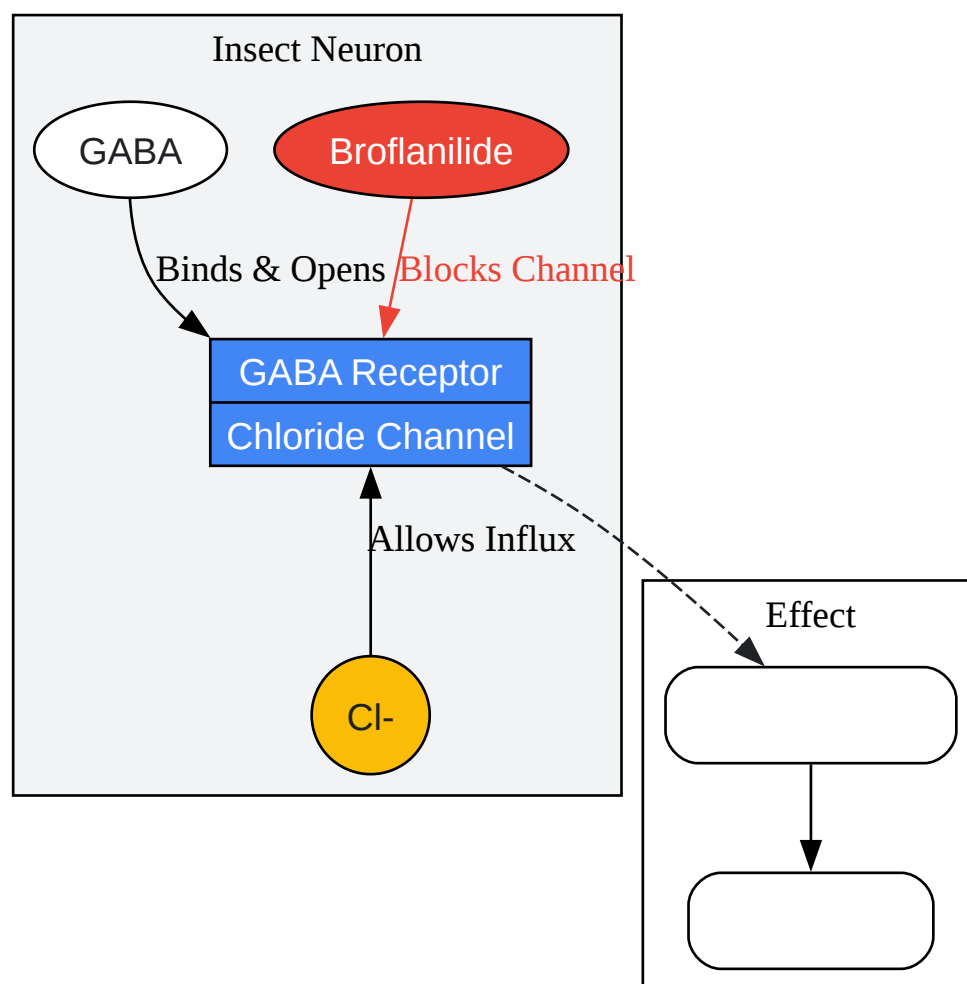 Insect Neuron
GABA
Broflanilide
Binds & Opens
Blocks Channel
GABA Receptor
Chloride Channel
Allows Influx
Effect
Cl-